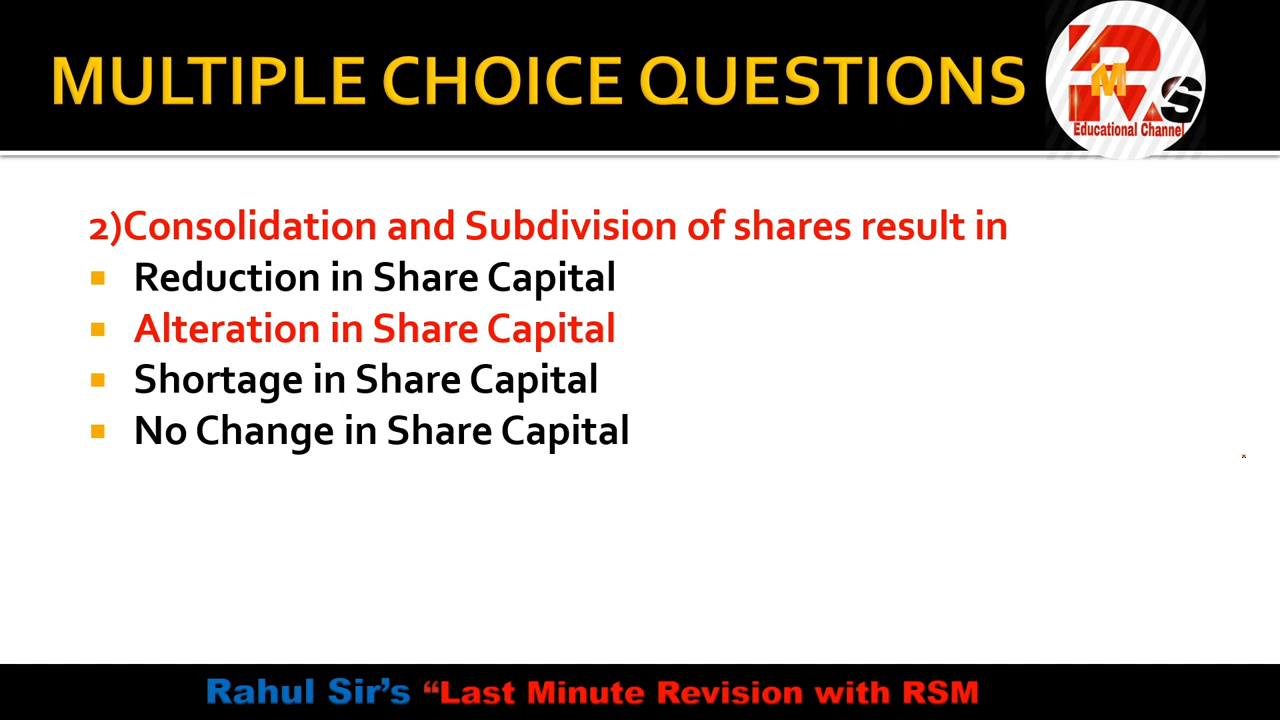 MULTIPLE CHOICE QUESTIONS
RMS
Educational Channel
2)Consolidation and Subdivision of shares result in
▪ Reduction in Share Capital
▪ Alteration in Share Capital
▪ Shortage in Share Capital
▪ No Change in Share Capital
Rahul Sir's "Last Minute Revision with RSM